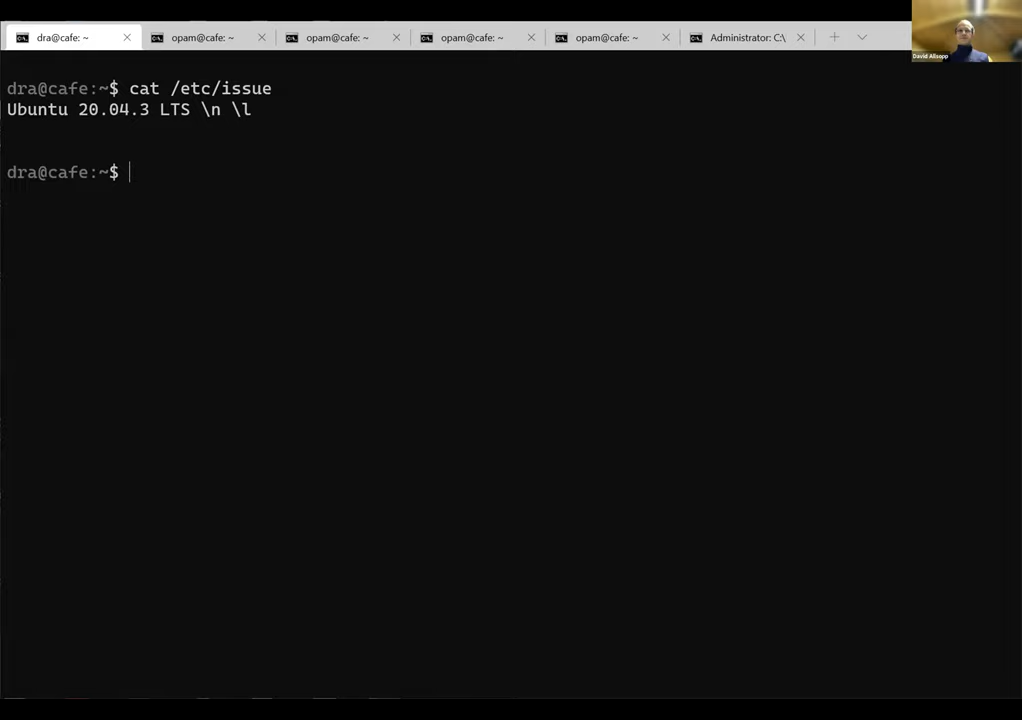 dra@cafe: ~
opam@cafe: ~
opam@cafe: ~
opam@cafe: ~
opam@cafe: ~
Administrator: C:\
David Allsopp
dra@cafe:~$ cat /etc/issue
Ubuntu 20.04.3 LTS \n \l
dra@cafe:~$